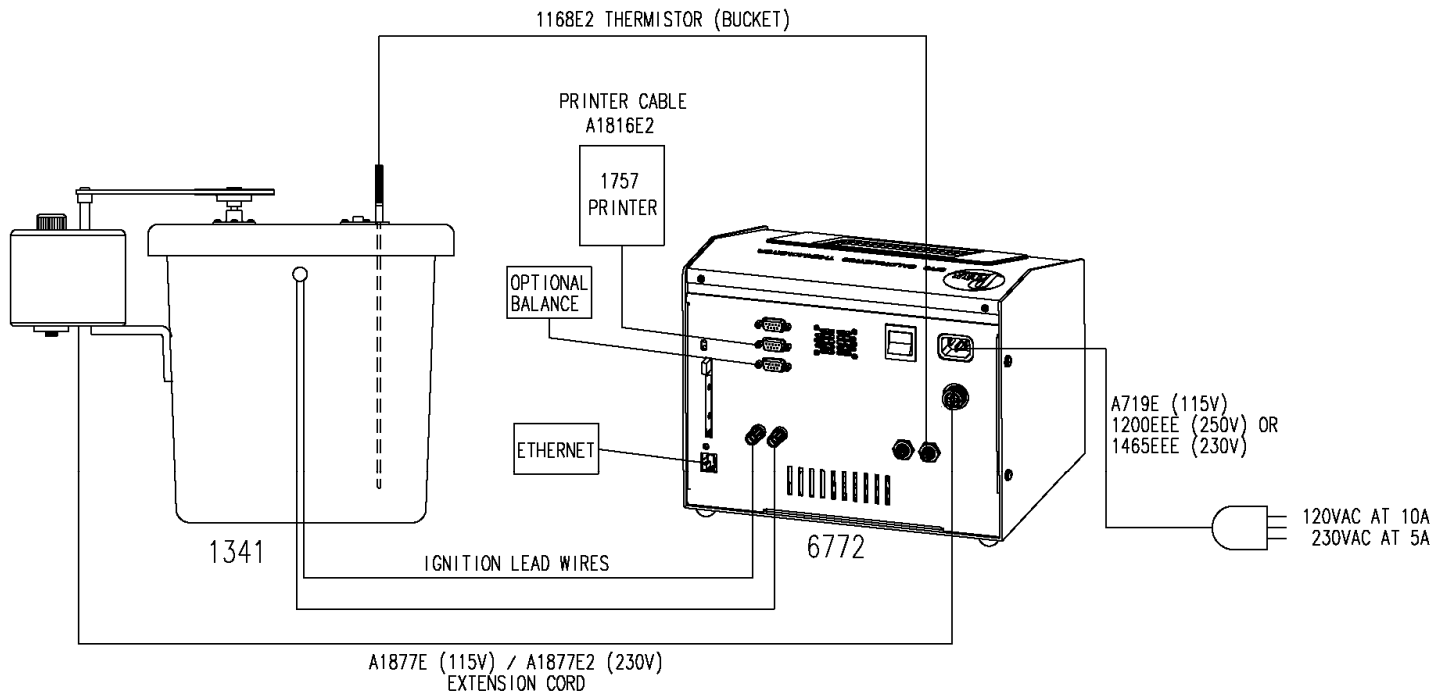 1168E2 THERMISTOR (BUCKET)
PRINTER CABLE
A1816E2
1757
PRINTER
OPTIONAL
BALANCE
ETHERNET
A719E (115V)
1200EEE (250V) OR
1465EEE (230V)
120VAC AT 10A
230VAC AT 5A
1341
6772
IGNITION LEAD WIRES
A1877E (115V) / A1877E2 (230V)
EXTENSION CORD